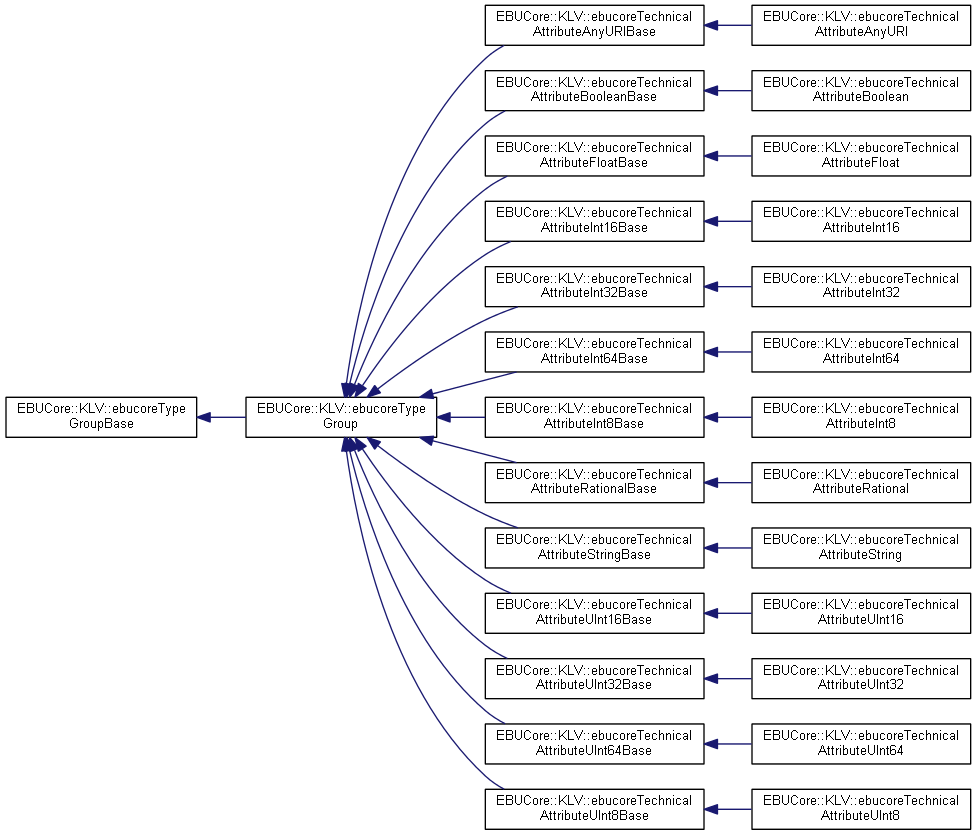 EBUCore::KLV::ebucoreTechnical
AttributeAnyURIBase
EBUCore::KLV::ebucoreTechnical
AttributeAnyURI
EBUCore::KLV::ebucoreTechnical
AttributeBooleanBase
EBUCore::KLV::ebucoreTechnical
AttributeBoolean
EBUCore::KLV::ebucoreTechnical
AttributeFloatBase
EBUCore::KLV::ebucoreTechnical
AttributeFloat
EBUCore::KLV::ebucoreTechnical
AttributeInt16Base
EBUCore::KLV::ebucoreTechnical
AttributeInt16
EBUCore::KLV::ebucoreTechnical
AttributeInt32Base
EBUCore::KLV::ebucoreTechnical
AttributeInt32
EBUCore::KLV::ebucoreTechnical
AttributeInt64Base
EBUCore::KLV::ebucoreTechnical
AttributeInt64
EBUCore::KLV::ebucoreType
GroupBase
EBUCore::KLV::ebucoreType
Group
EBUCore::KLV::ebucoreTechnical
AttributeInt8Base
EBUCore::KLV::ebucoreTechnical
AttributeInt8
EBUCore::KLV::ebucoreTechnical
AttributeRationalBase
EBUCore::KLV::ebucoreTechnical
AttributeRational
EBUCore::KLV::ebucoreTechnical
AttributeStringBase
EBUCore::KLV::ebucoreTechnical
AttributeString
EBUCore::KLV::ebucoreTechnical
AttributeUInt16Base
EBUCore::KLV::ebucoreTechnical
AttributeUInt16
EBUCore::KLV::ebucoreTechnical
AttributeUInt32Base
EBUCore::KLV::ebucoreTechnical
AttributeUInt32
EBUCore::KLV::ebucoreTechnical
AttributeUInt64Base
EBUCore::KLV::ebucoreTechnical
AttributeUInt64
EBUCore::KLV::ebucoreTechnical
AttributeUInt8Base
EBUCore::KLV::ebucoreTechnical
AttributeUInt8